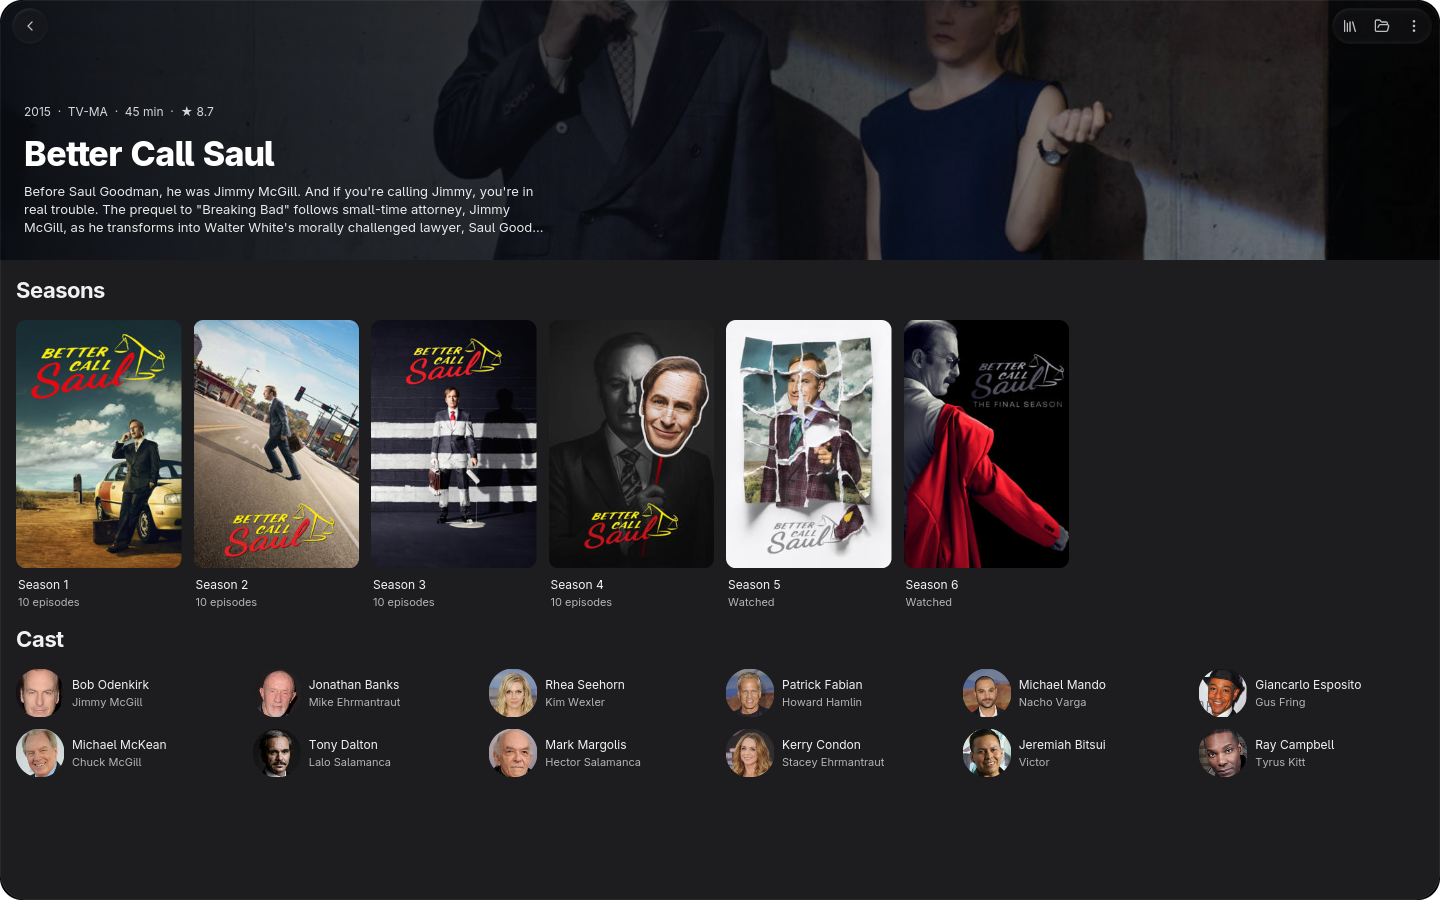 2015 · TV-MA · 45 min · ★ 8.7
Better Call Saul
Before Saul Goodman, he was Jimmy McGill. And if you're calling Jimmy, you're in
real trouble. The prequel to "Breaking Bad" follows small-time attorney, Jimmy
McGill, as he transforms into Walter White's morally challenged lawyer, Saul Good...
Seasons
BETTER
CALL
Saul
BETTER
CALL
Saul
BETTER
CALL
Saul
BETTER
CALL
Saul
BETTER
CALL
Saul
BETTER
CALL
Saul
THE FINAL SEASON
Season 1
10 episodes
Season 2
10 episodes
Season 3
10 episodes
Season 4
10 episodes
Season 5
Watched
Season 6
Watched
Cast
Bob Odenkirk
Jimmy McGill
Jonathan Banks
Mike Ehrmantraut
Rhea Seehorn
Kim Wexler
Patrick Fabian
Howard Hamlin
Michael Mando
Nacho Varga
Giancarlo Esposito
Gus Fring
Michael McKean
Chuck McGill
Tony Dalton
Lalo Salamanca
Mark Margolis
Hector Salamanca
Kerry Condon
Stacey Ehrmantraut
Jeremiah Bitsui
Victor
Ray Campbell
Tyrus Kitt